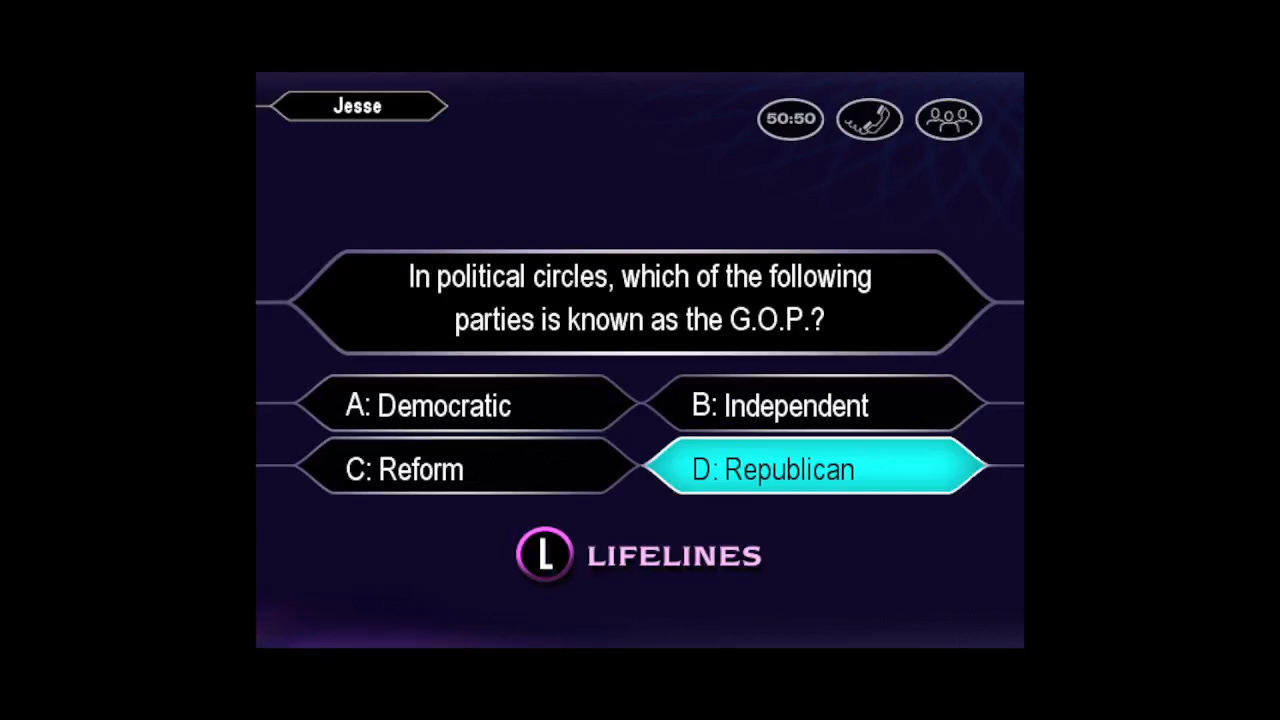 Jesse
50:50
In political circles, which of the following
parties is known as the G.O.P.?
A: Democratic
B: Independent
C: Reform
D: Republican
L LIFELINES